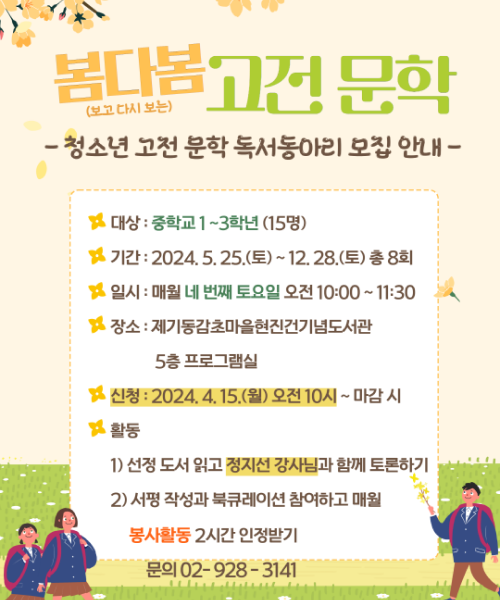 봄다봄 고전 문학
(보고 다시 보는)
- 청소년 고전 문학 독서동아리 모집 안내 -
대상 : 중학교 1 ~3학년 (15명)
기간 : 2024. 5. 25.(토) ~ 12. 28.(토) 총 8회
일시 : 매월 네 번째 토요일 오전 10:00 ~ 11:30
장소 : 제기동감초마을현진건기념도서관
5층 프로그램실
신청 : 2024. 4. 15.(월) 오전 10시 ~ 마감 시
활동
1) 선정 도서 읽고 정지선 강사님과 함께 토론하기
2) 서평 작성과 북큐레이션 참여하고 매월
봉사활동 2시간 인정받기
문의 02- 928 - 3141